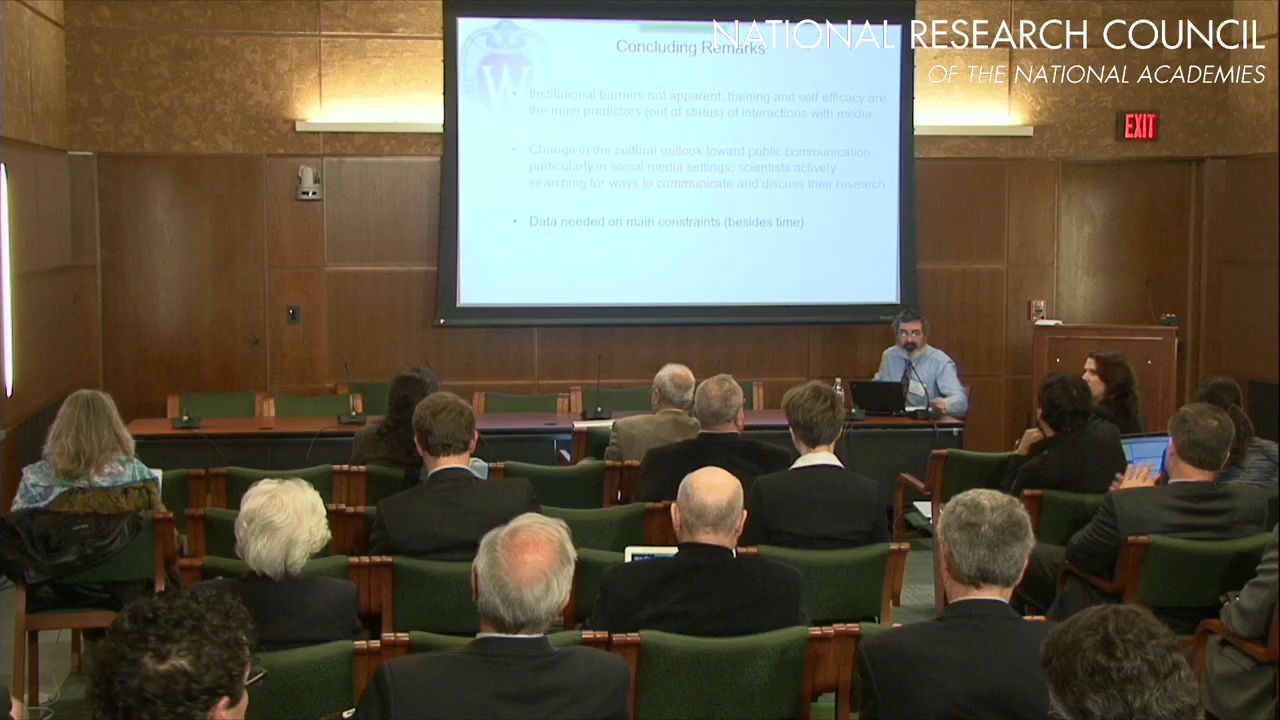 NATIONAL RESEARCH COUNCIL
OF THE NATIONAL ACADEMIES
Concluding Remarks
W
• Institutional barriers not apparent; training and self efficacy are
the main predictors (out of status) of interactions with media
EXIT
• Change in the cultural outlook toward public communication,
particularly in social media settings; scientists actively
searching for ways to communicate and discuss their research
• Data needed on main constraints (besides time)